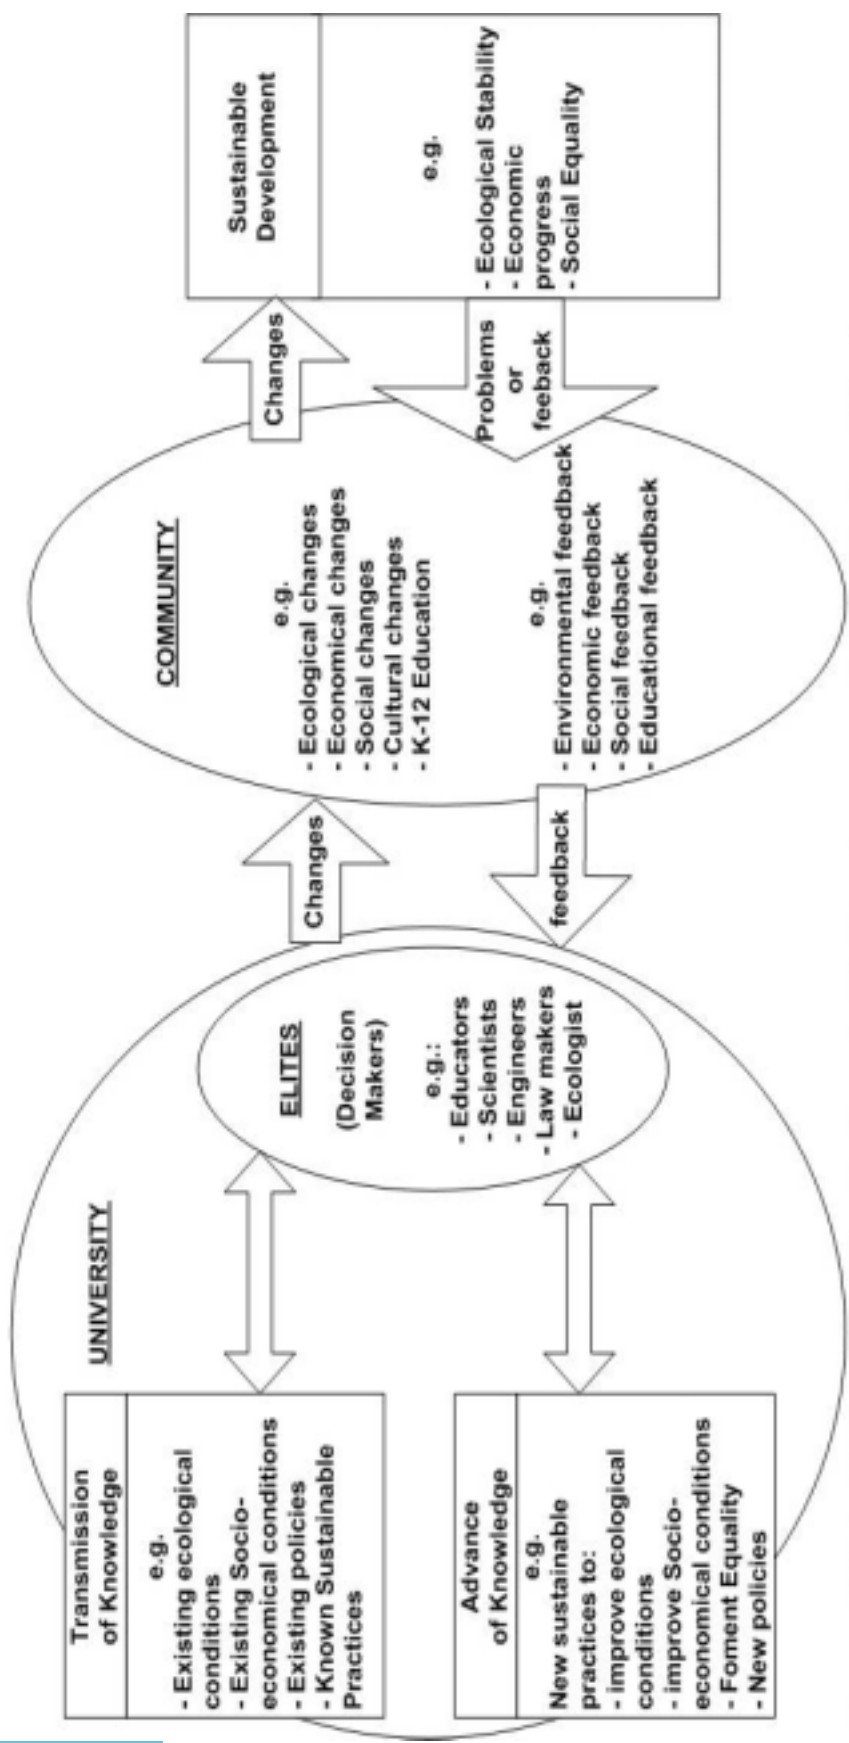 UNIVERSITY
Transmission
of Knowledge
e.g.
- Existing ecological
conditions
- Existing Socio-
economical conditions
- Existing policies
- Known Sustainable
Practices
Advance
of Knowledge
e.g.
New sustainable
practices to:
- improve ecological
conditions
- improve Socio-
economical conditions
- Foment Equality
- New policies
ELITES
(Decision
Makers)
e.g.:
- Educators
- Scientists
- Engineers
- Law makers
- Ecologist
Changes
feedback
COMMUNITY
e.g.
- Ecological changes
- Economical changes
- Social changes
- Cultural changes
- K-12 Education
e.g.
- Environmental feedback
- Economic feedback
- Social feedback
- Educational feedback
Changes
Problems
or
feeback
Sustainable
Development
e.g.
- Ecological Stability
- Economic
progress
- Social Equality